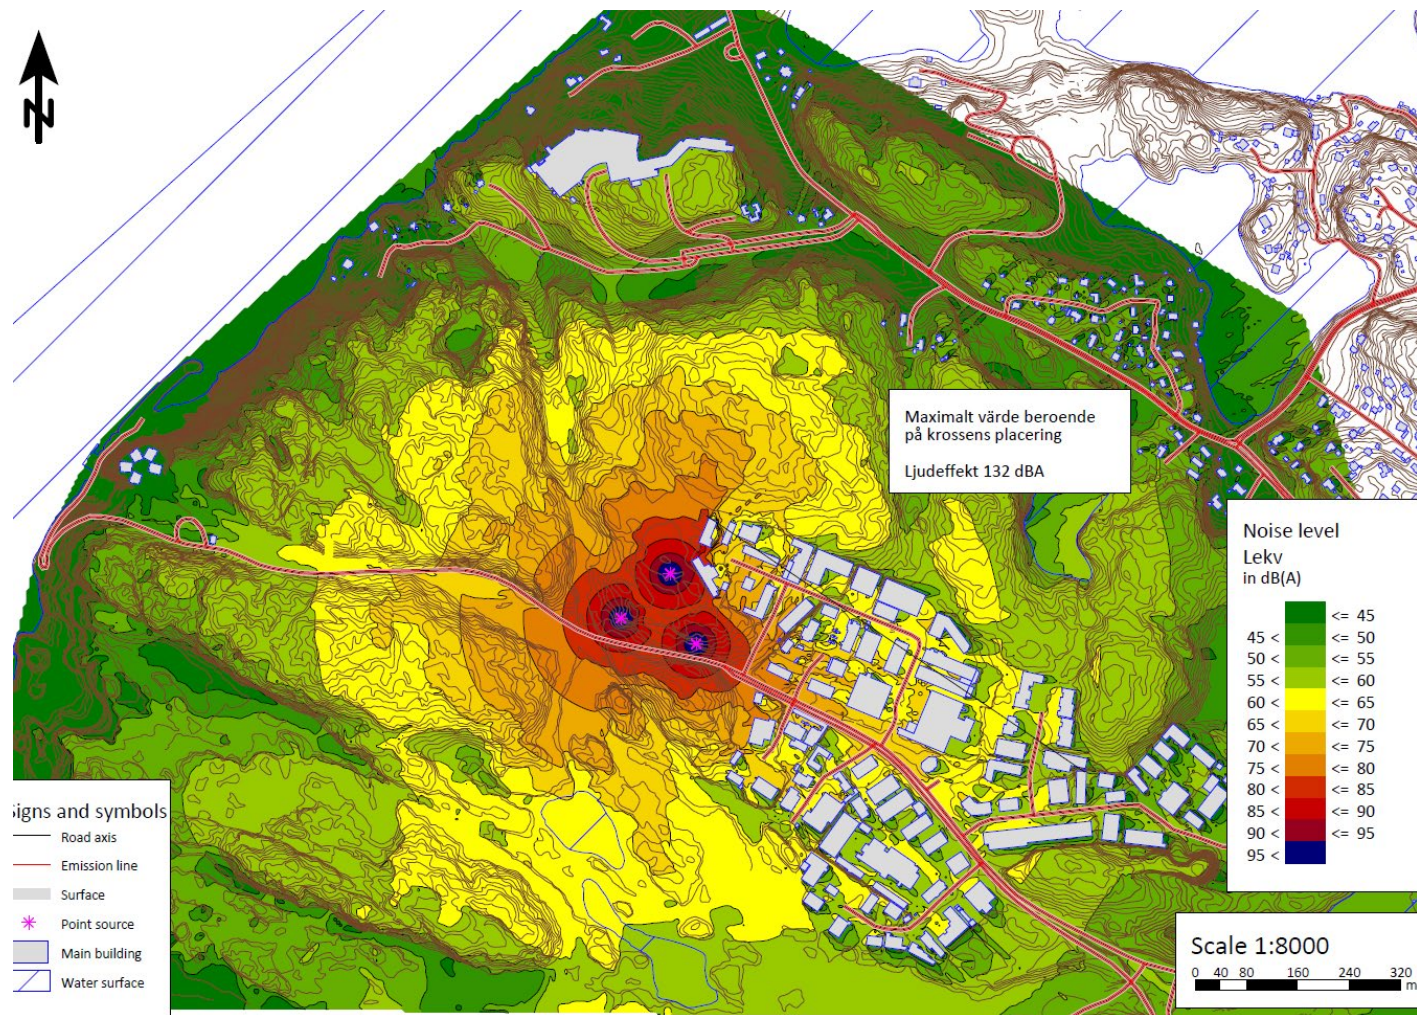 N
Maximalt värde beroende
på krossens placering
Ljudeffekt 132 dBA
Noise level
Lekv
in dB(A)
<= 45
45 < <= 50
50 < <= 55
55 < <= 60
60 < <= 65
65 < <= 70
70 < <= 75
75 < <= 80
80 < <= 85
85 < <= 90
90 < <= 95
95 <
Signs and symbols
Road axis
Emission line
Surface
Point source
Main building
Water surface
Scale 1:8000
0 40 80 160 240 320
m